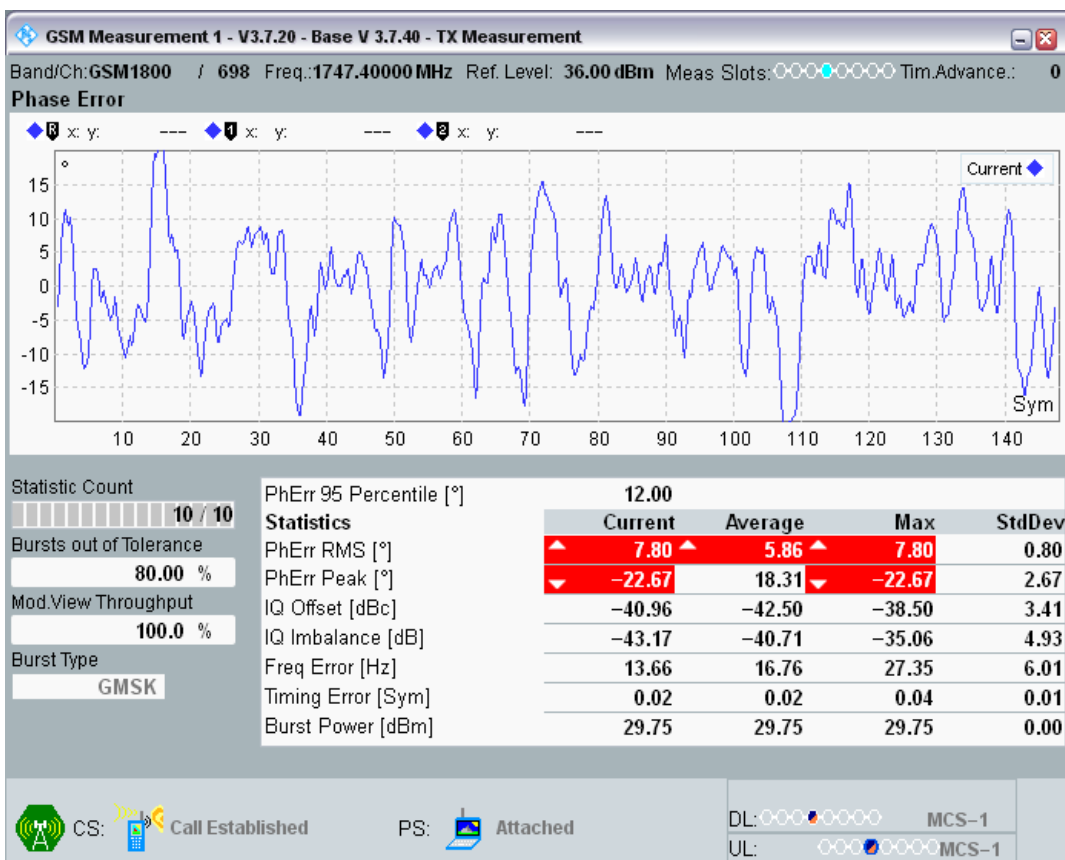 GSM Measurement 1 - V3.7.20 - Base V 3.7.40 - TX Measurement
Band/Ch:GSM1800 / 698 Freq.:1747.40000 MHz Ref. Level: 36.00 dBm Meas Slots: Tim.Advance.: 0
Phase Error
R x: y: --- 1 x: y: --- 2 x: y: ---
° Current
15
10
5
0
-5
-10
-15
Sym
10 20 30 40 50 60 70 80 90 100 110 120 130 140
Statistic Count
10 / 10
Bursts out of Tolerance
80.00 %
Mod.View Throughput
100.0 %
Burst Type
GMSK
PhErr 95 Percentile [°] 12.00
Statistics Current Average Max StdDev
PhErr RMS [°] 7.80 5.86 7.80 0.80
PhErr Peak [°] −22.67 18.31 −22.67 2.67
IQ Offset [dBc] −40.96 −42.50 −38.50 3.41
IQ Imbalance [dB] −43.17 −40.71 −35.06 4.93
Freq Error [Hz] 13.66 16.76 27.35 6.01
Timing Error [Sym] 0.02 0.02 0.04 0.01
Burst Power [dBm] 29.75 29.75 29.75 0.00
CS: Call Established PS: Attached
DL: MCS−1
UL: MCS−1